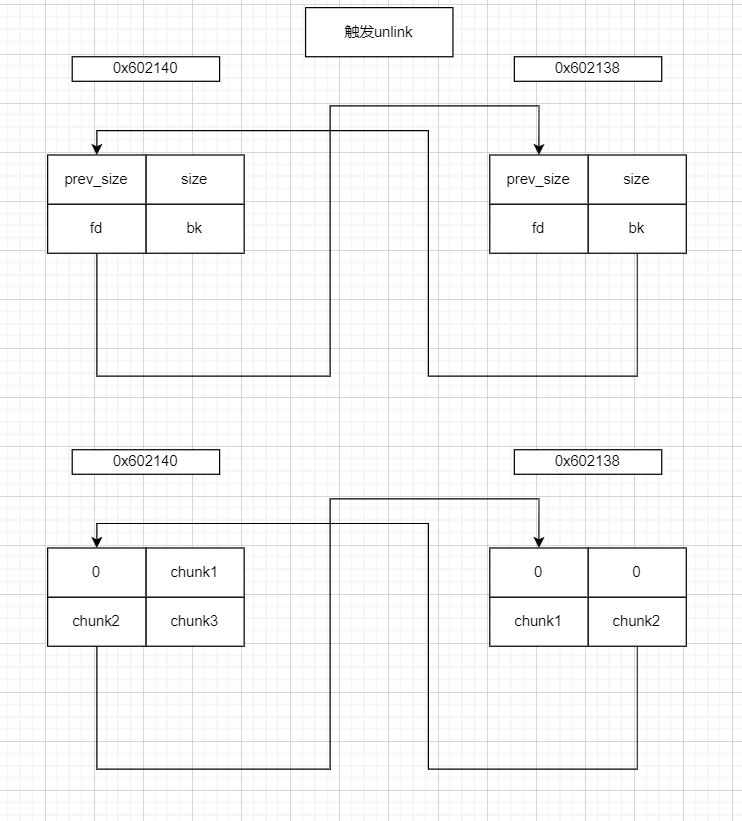 触发unlink
0x602140
0x602138
prev_size size
prev_size size
fd bk
fd bk
0x602140
0x602138
0 chunk1
0 0
chunk2 chunk3
chunk1 chunk2